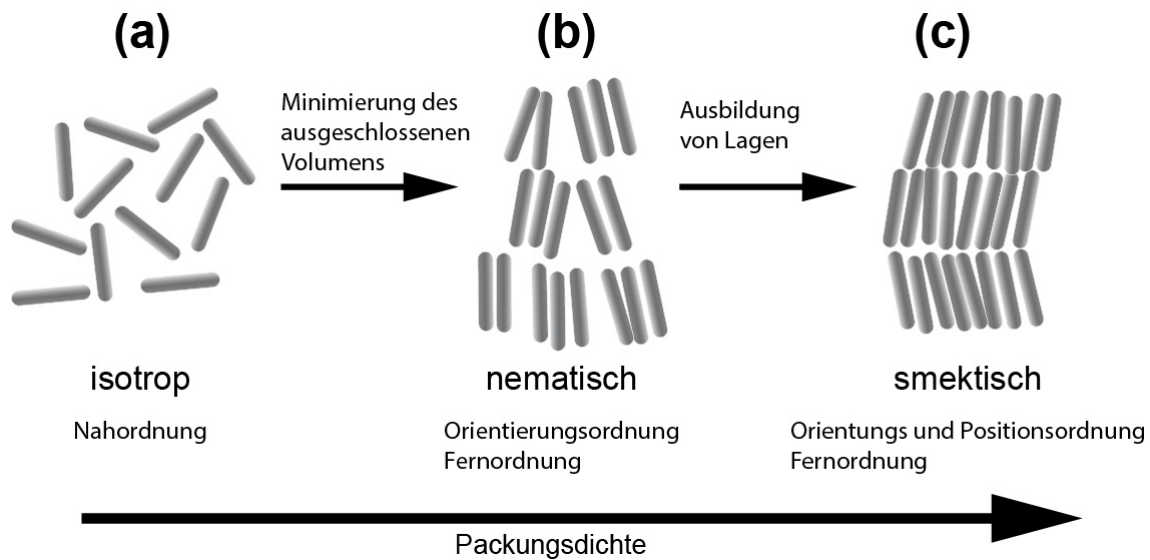 (a)
(b)
(c)
Minimierung des
ausgeschlossenen
Volumens
Ausbildung
von Lagen
isotrop
nematisch
smektisch
Nahordnung
Orientierungsordnung
Fernordnung
Orientungs und Positionsordnung
Fernordnung
Packungsdichte